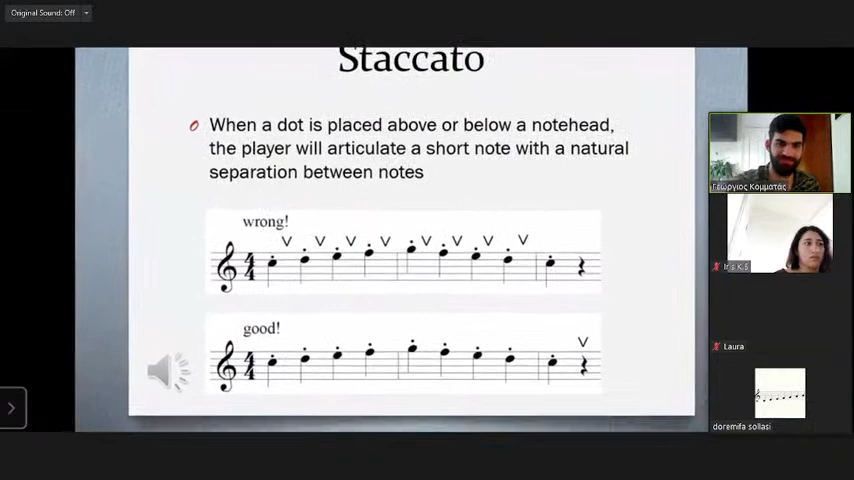 Original Sound: Off
Staccato
When a dot is placed above or below a notehead,
the player will articulate a short note with a natural
separation between notes
wrong!
good!
Γεώργιος Κομματάς
Iris K.S
Laura
doremifa sollasi